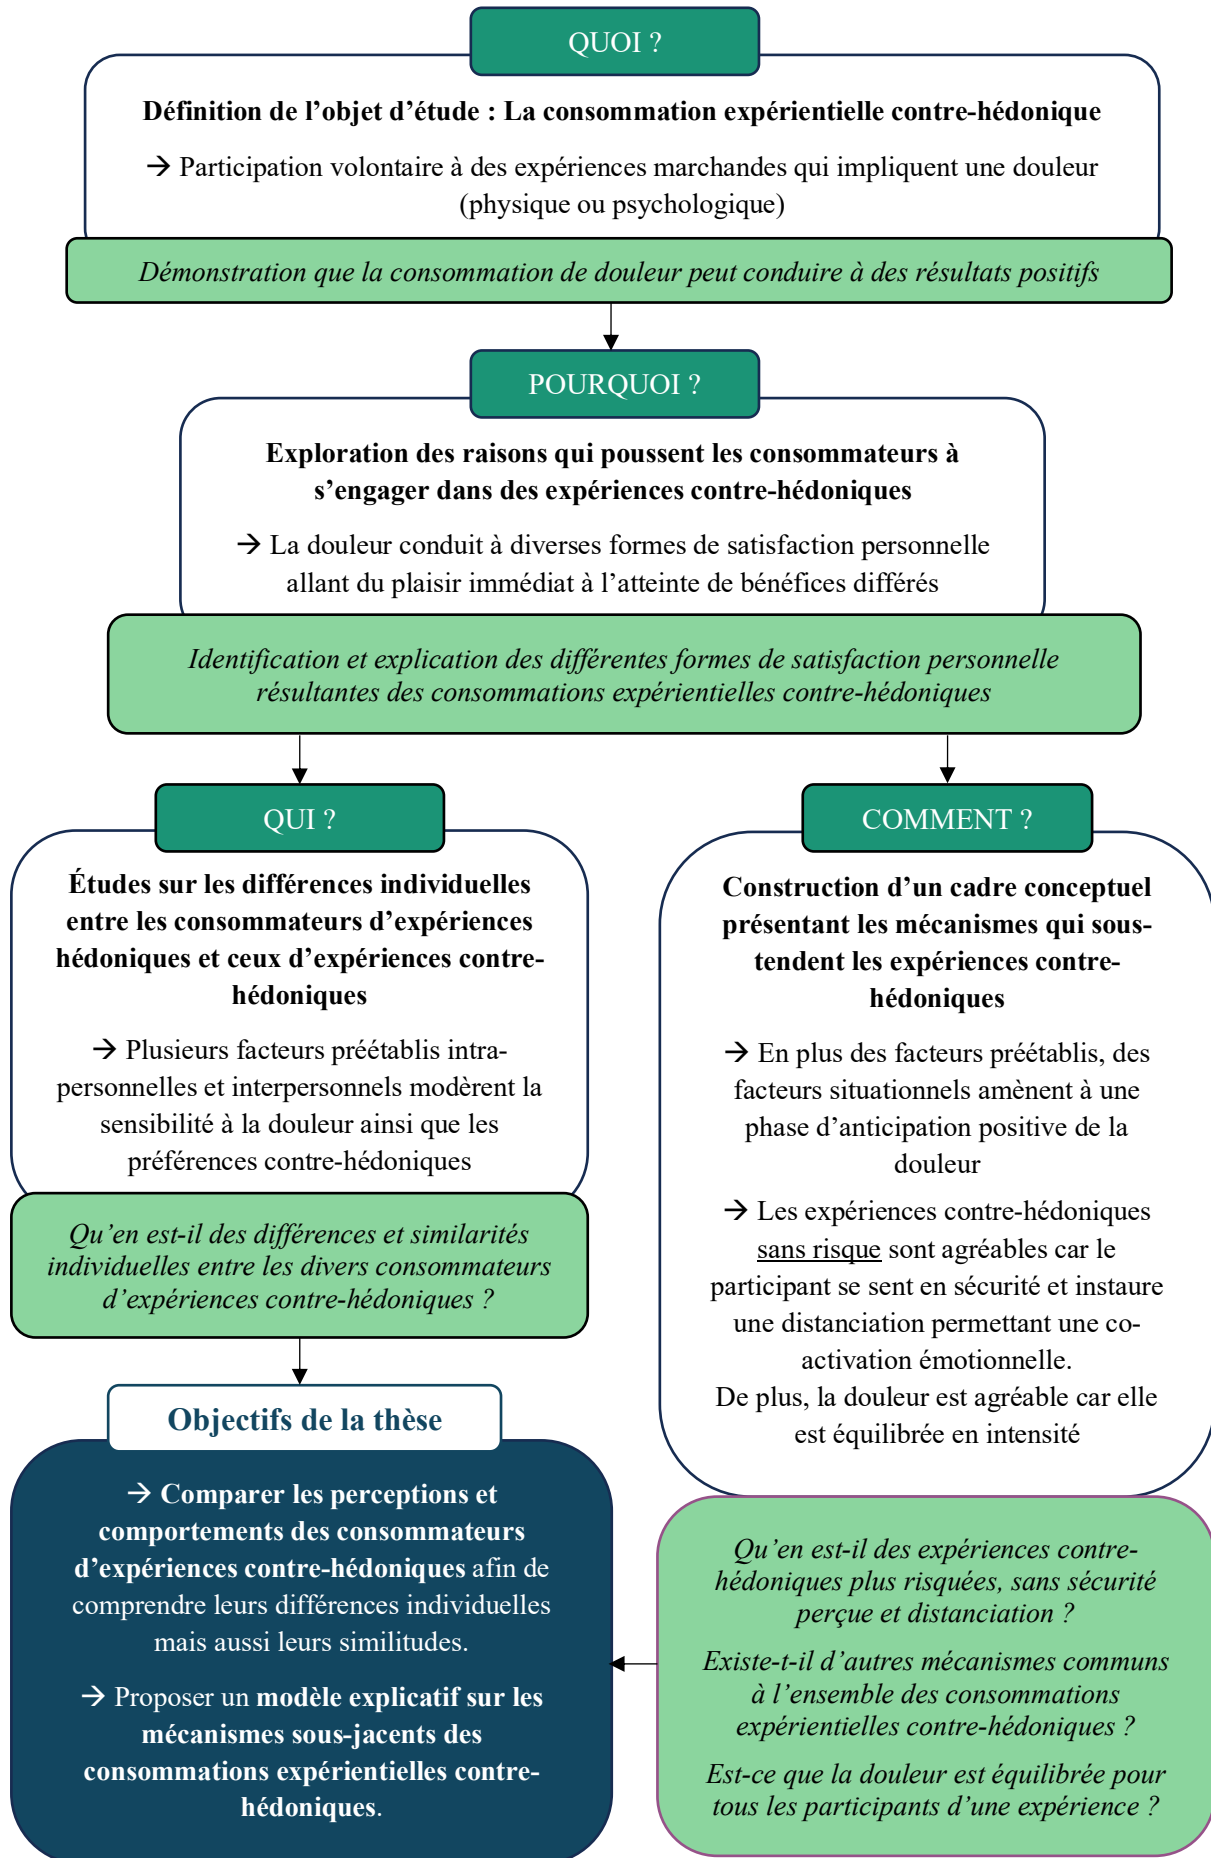 QUOI ?
Définition de l'objet d'étude : La consommation expérientielle contre-hédonique
→ Participation volontaire à des expériences marchandes qui impliquent une douleur
(physique ou psychologique)
Démonstration que la consommation de douleur peut conduire à des résultats positifs
POURQUOI ?
Exploration des raisons qui poussent les consommateurs à
s'engager dans des expériences contre-hédoniques
→ La douleur conduit à diverses formes de satisfaction personnelle
allant du plaisir immédiat à l'atteinte de bénéfices différés
Identification et explication des différentes formes de satisfaction personnelle
résultantes des consommations expérientielles contre-hédoniques
QUI ?
Études sur les différences individuelles
entre les consommateurs d'expériences
hédoniques et ceux d'expériences contre-
hédoniques
→ Plusieurs facteurs préétablis intra-
personnelles et interpersonnels modèrent la
sensibilité à la douleur ainsi que les
préférences contre-hédoniques
Qu'en est-il des différences et similarités
individuelles entre les divers consommateurs
d'expériences contre-hédoniques ?
COMMENT ?
Construction d'un cadre conceptuel
présentant les mécanismes qui sous-
tendent les expériences contre-
hédoniques
→ En plus des facteurs préétablis, des
facteurs situationnels amènent à une
phase d'anticipation positive de la
douleur
→ Les expériences contre-hédoniques
sans risque sont agréables car le
participant se sent en sécurité et instaure
une distanciation permettant une co-
activation émotionnelle.
De plus, la douleur est agréable car elle
est équilibrée en intensité
Qu'en est-il des expériences contre-
hédoniques plus risquées, sans sécurité
perçue et distanciation ?
Existe-t-il d'autres mécanismes communs
à l'ensemble des consommations
expérientielles contre-hédoniques ?
Est-ce que la douleur est équilibrée pour
tous les participants d'une expérience ?
Objectifs de la thèse
→ Comparer les perceptions et
comportements des consommateurs
d'expériences contre-hédoniques afin de
comprendre leurs différences individuelles
mais aussi leurs similitudes.
→ Proposer un modèle explicatif sur les
mécanismes sous-jacents des
consommations expérientielles contre-
hédoniques.